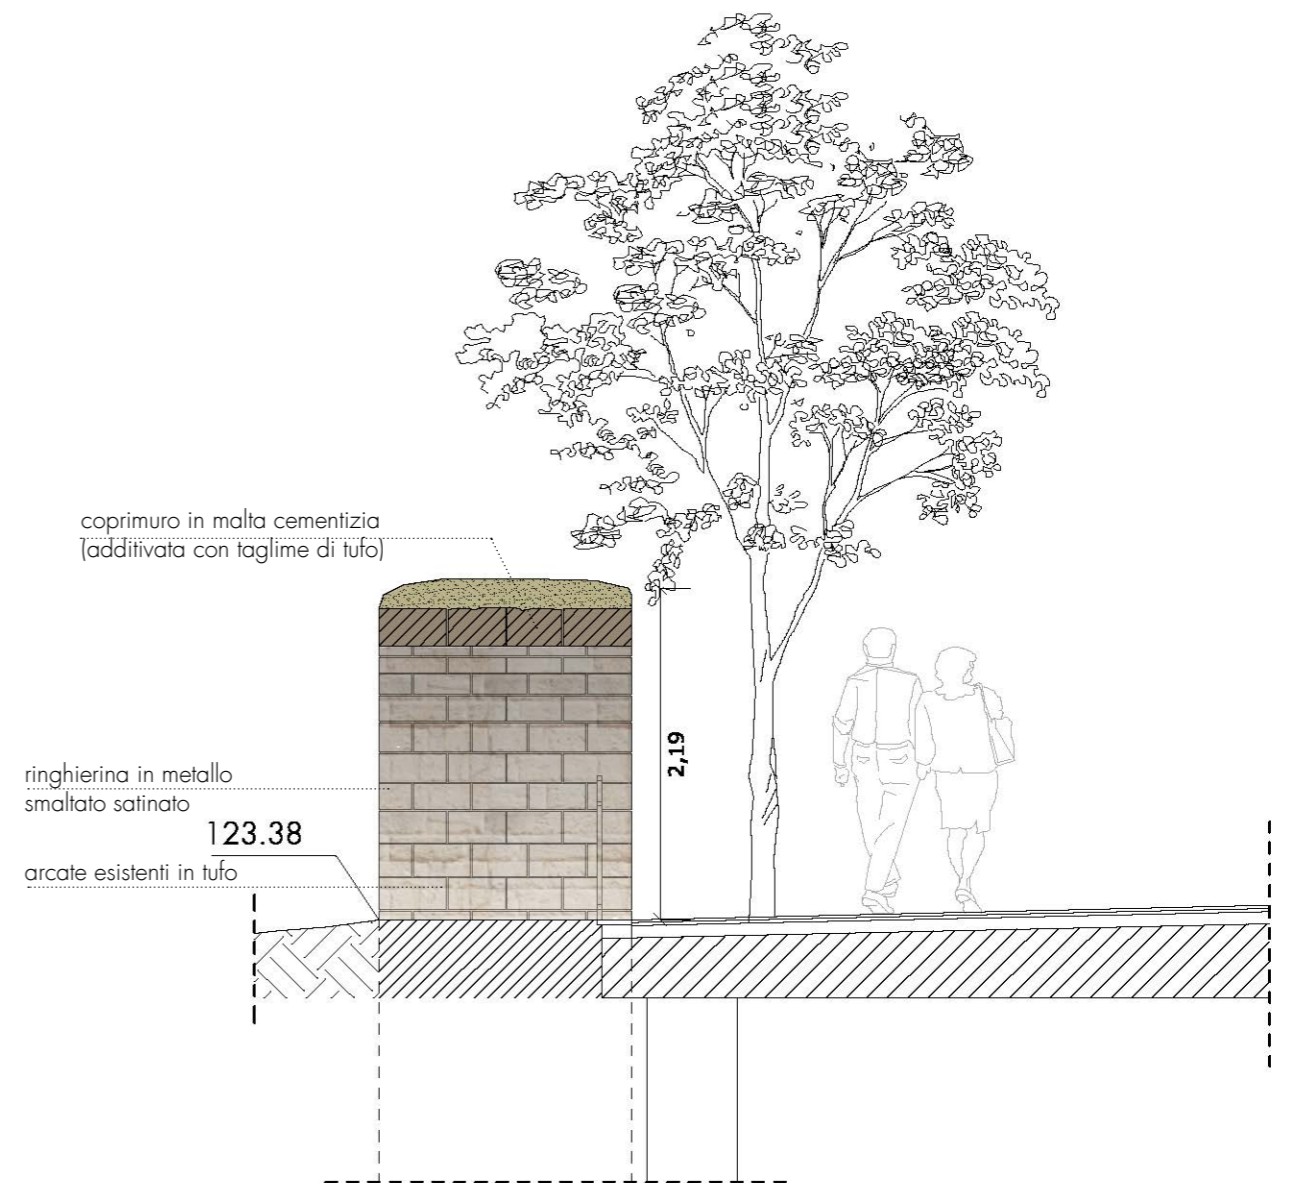 coprimuro in malta cementizia
(additivata con taglime di tufo)
2,19
ringhierina in metallo
smaltato satinato
123.38
arcate esistenti in tufo